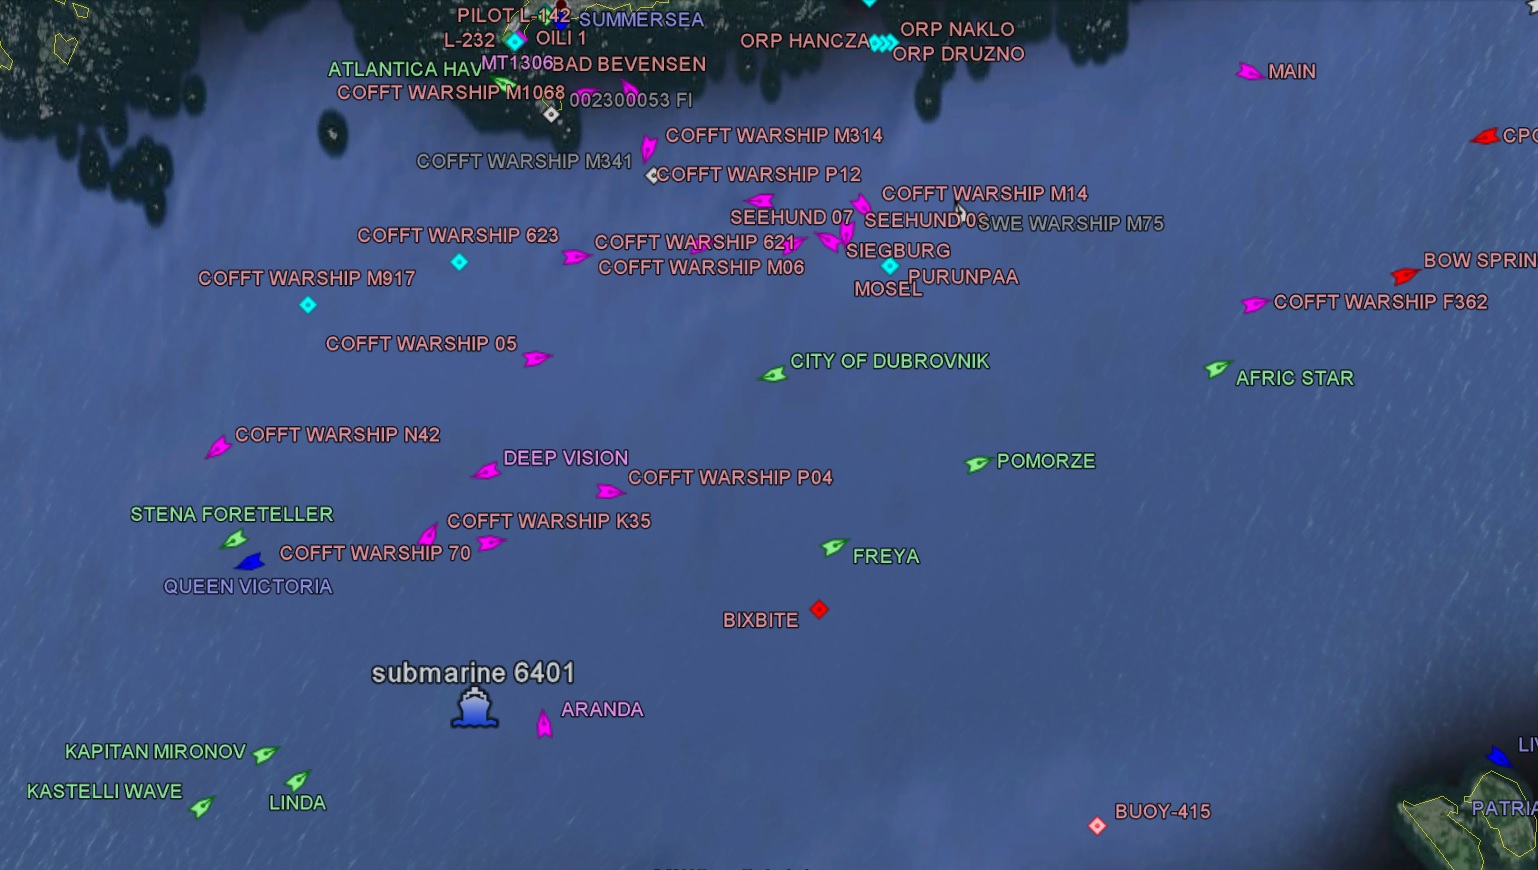 PILOT L-142
SUMMERSEA
L-232
OILI 1
ORP HANCZA
ORP NAKLO
ORP DRUZNO
ATLANTICA HAV
MT1306
BAD BEVENSEN
MAIN
COFFT WARSHIP M1068
002300053 FI
COFFT WARSHIP M314
CPO
COFFT WARSHIP M341
COFFT WARSHIP P12
COFFT WARSHIP M14
SEEHUND 07
SEEHUND 0
SWE WARSHIP M75
COFFT WARSHIP 623
COFFT WARSHIP 621
SIEGBURG
BOW SPRIN
COFFT WARSHIP M06
COFFT WARSHIP M917
PURUNPAA
MOSEL
COFFT WARSHIP F362
COFFT WARSHIP 05
CITY OF DUBROVNIK
AFRIC STAR
COFFT WARSHIP N42
DEEP VISION
POMORZE
COFFT WARSHIP P04
STENA FORETELLER
COFFT WARSHIP K35
COFFT WARSHIP 70
FREYA
QUEEN VICTORIA
BIXBITE
submarine 6401
ARANDA
KAPITAN MIRONOV
LIV
KASTELLI WAVE
LINDA
PATRIA
BUOY-415